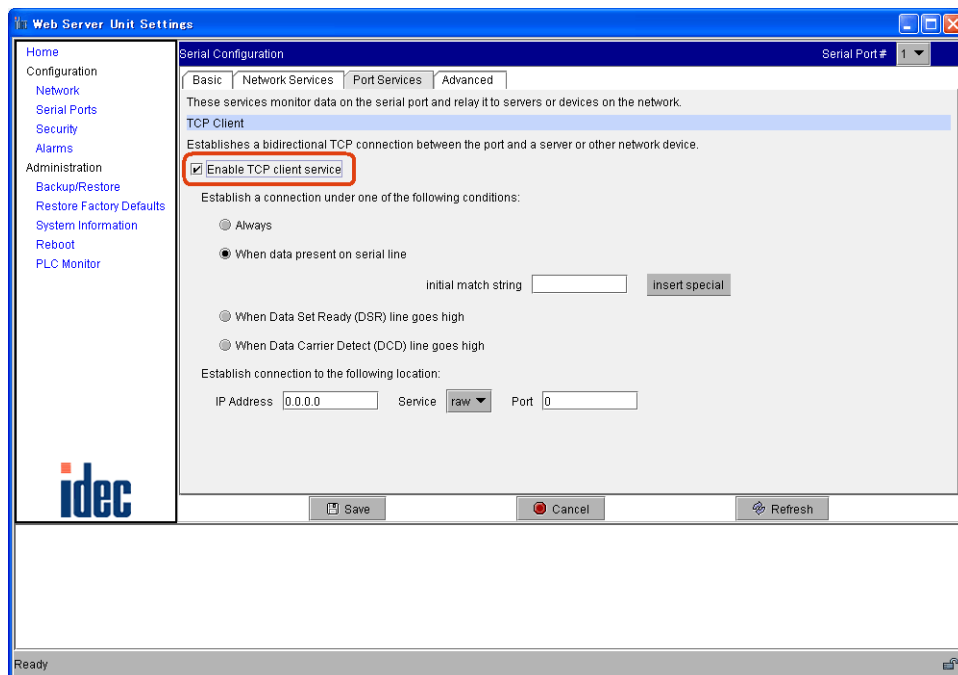 Web Server Unit Settings
Home
Configuration
Network
Serial Ports
Security
Alarms
Administration
Backup/Restore
Restore Factory Defaults
System Information
Reboot
PLC Monitor
idec
Serial Configuration
Serial Port# 1
Basic Network Services Port Services Advanced
These services monitor data on the serial port and relay it to servers or devices on the network.
TCP Client
Establishes a bidirectional TCP connection between the port and a server or other network device.
Enable TCP client service
Establish a connection under one of the following conditions:
Always
When data present on serial line
initial match string insert special
When Data Set Ready (DSR) line goes high
When Data Carrier Detect (DCD) line goes high
Establish connection to the following location:
IP Address 0.0.0.0 Service raw Port 0
Save Cancel Refresh
Ready